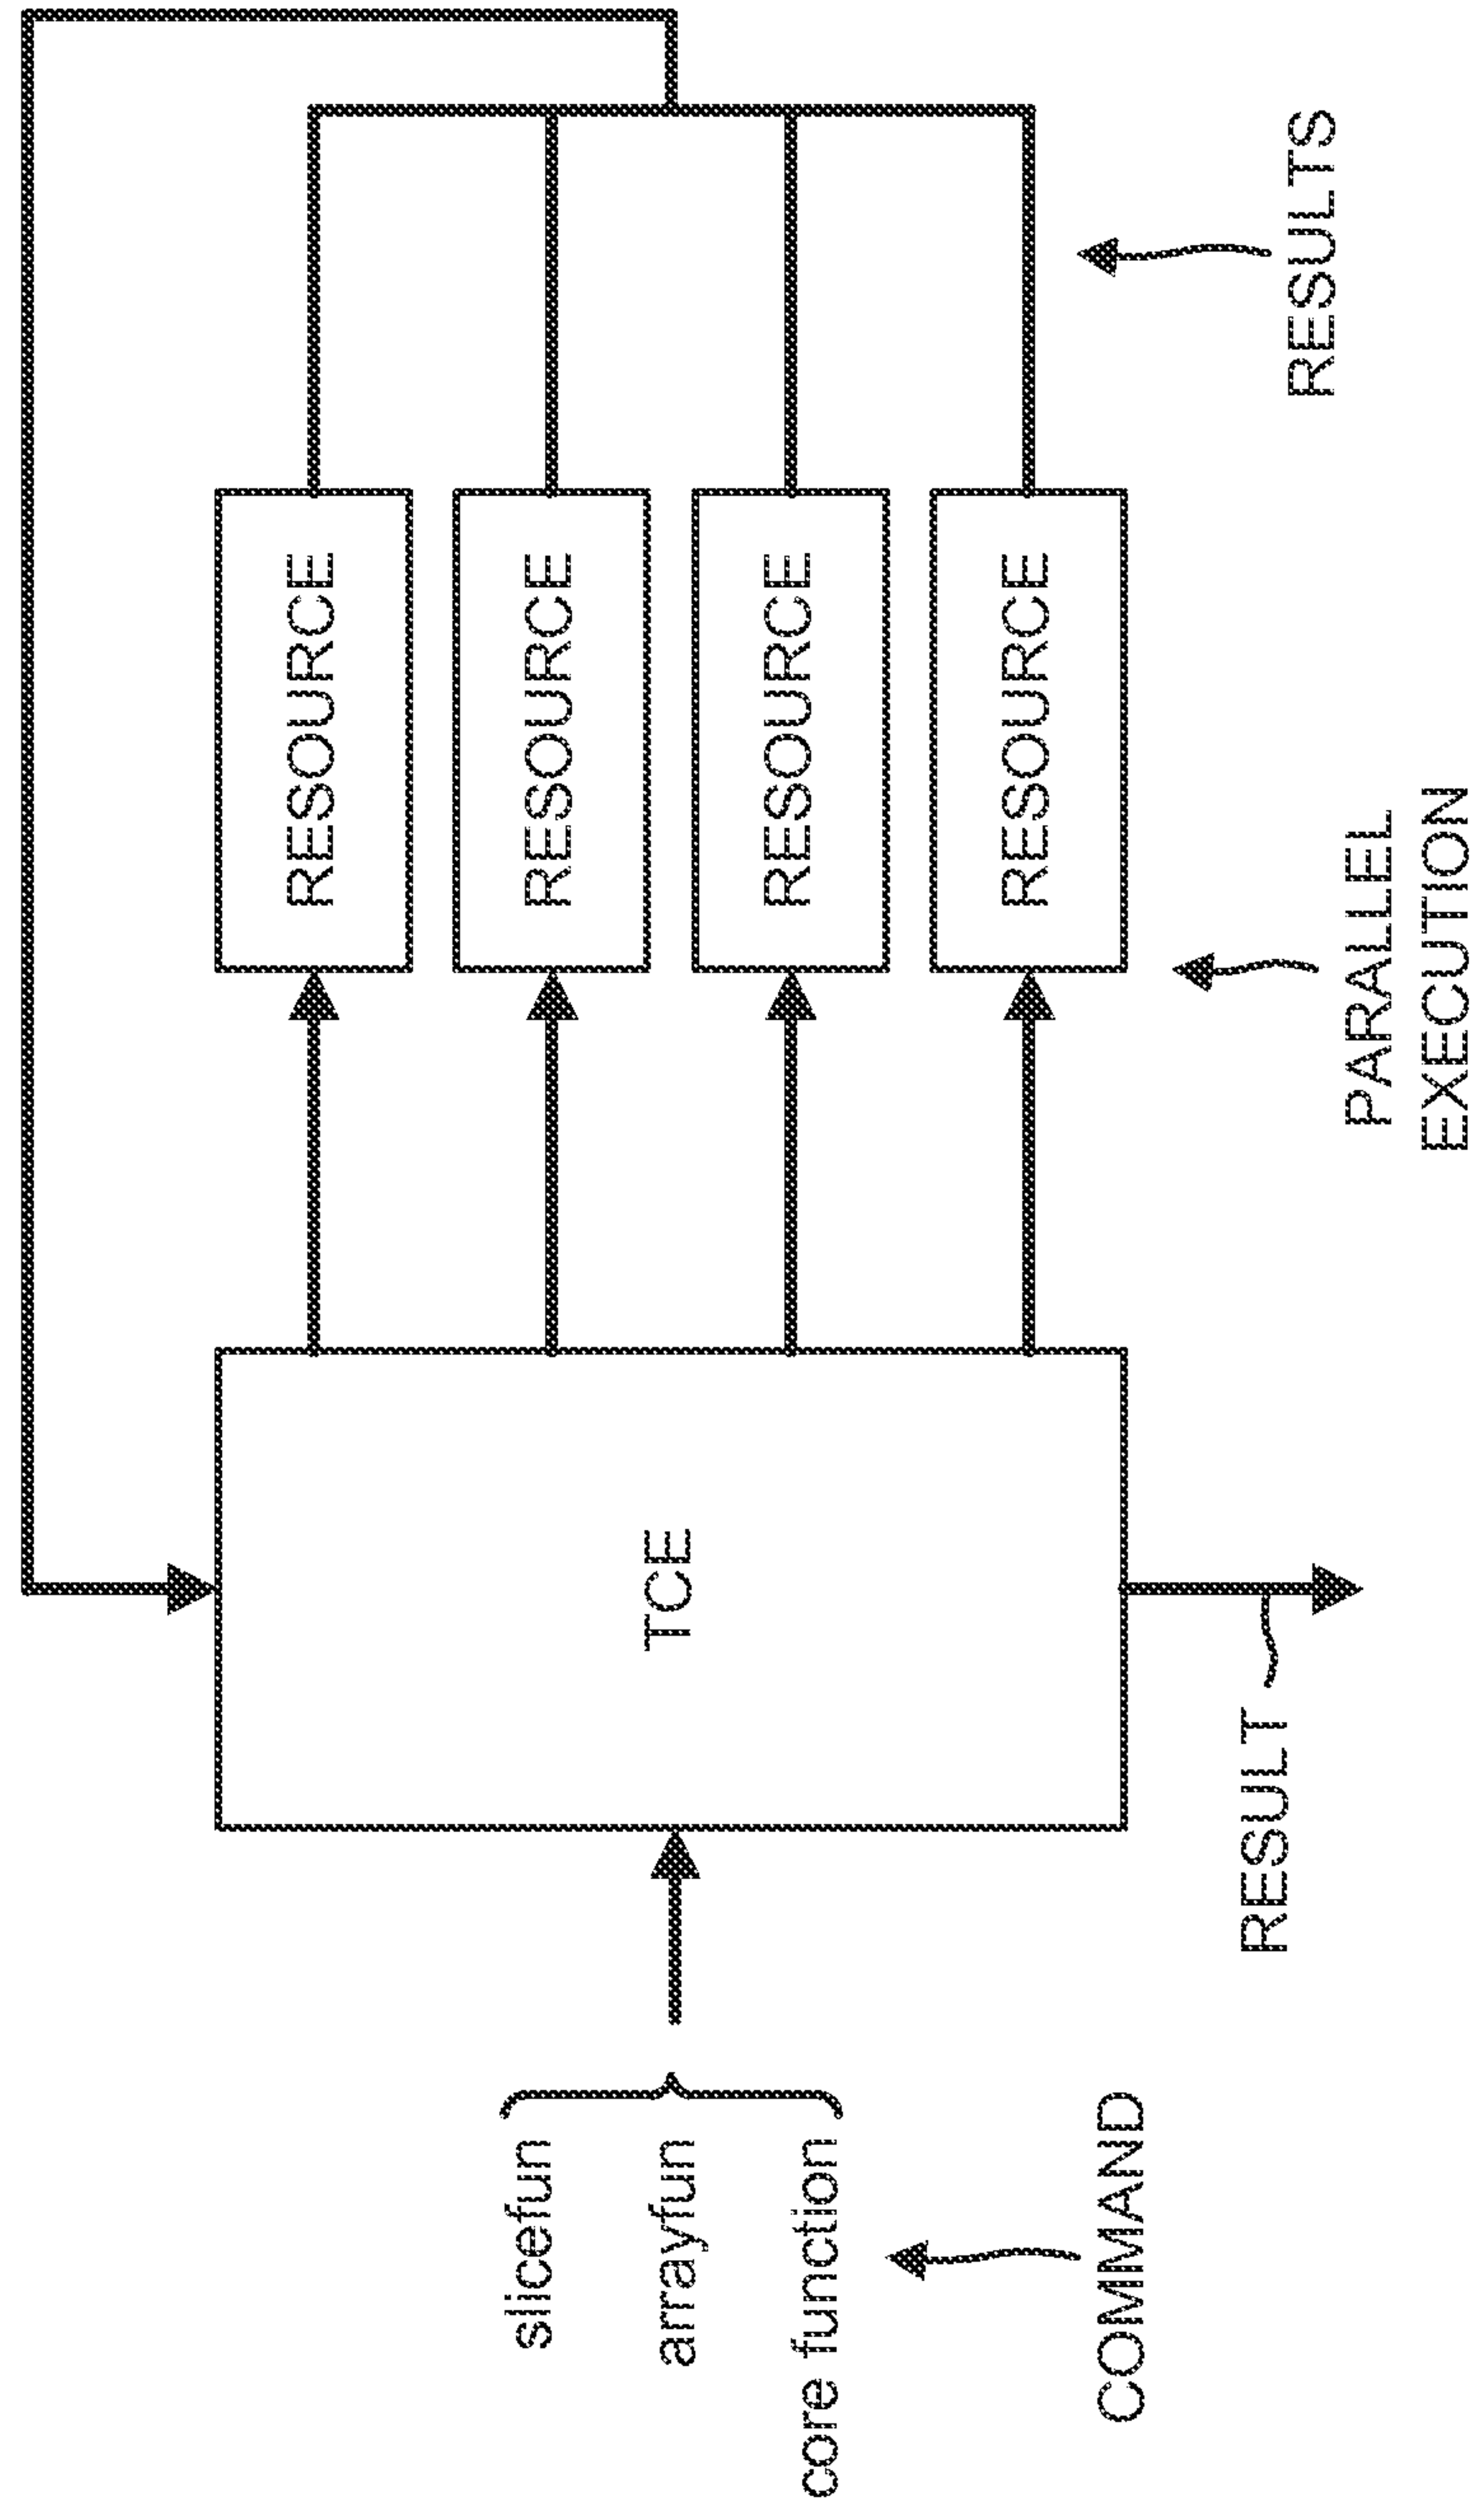 slicefun
arrayfun
core function
COMMAND
TCE
RESULT
RESOURCE
RESOURCE
RESOURCE
RESOURCE
PARALLEL
EXECUTION
RESULTS